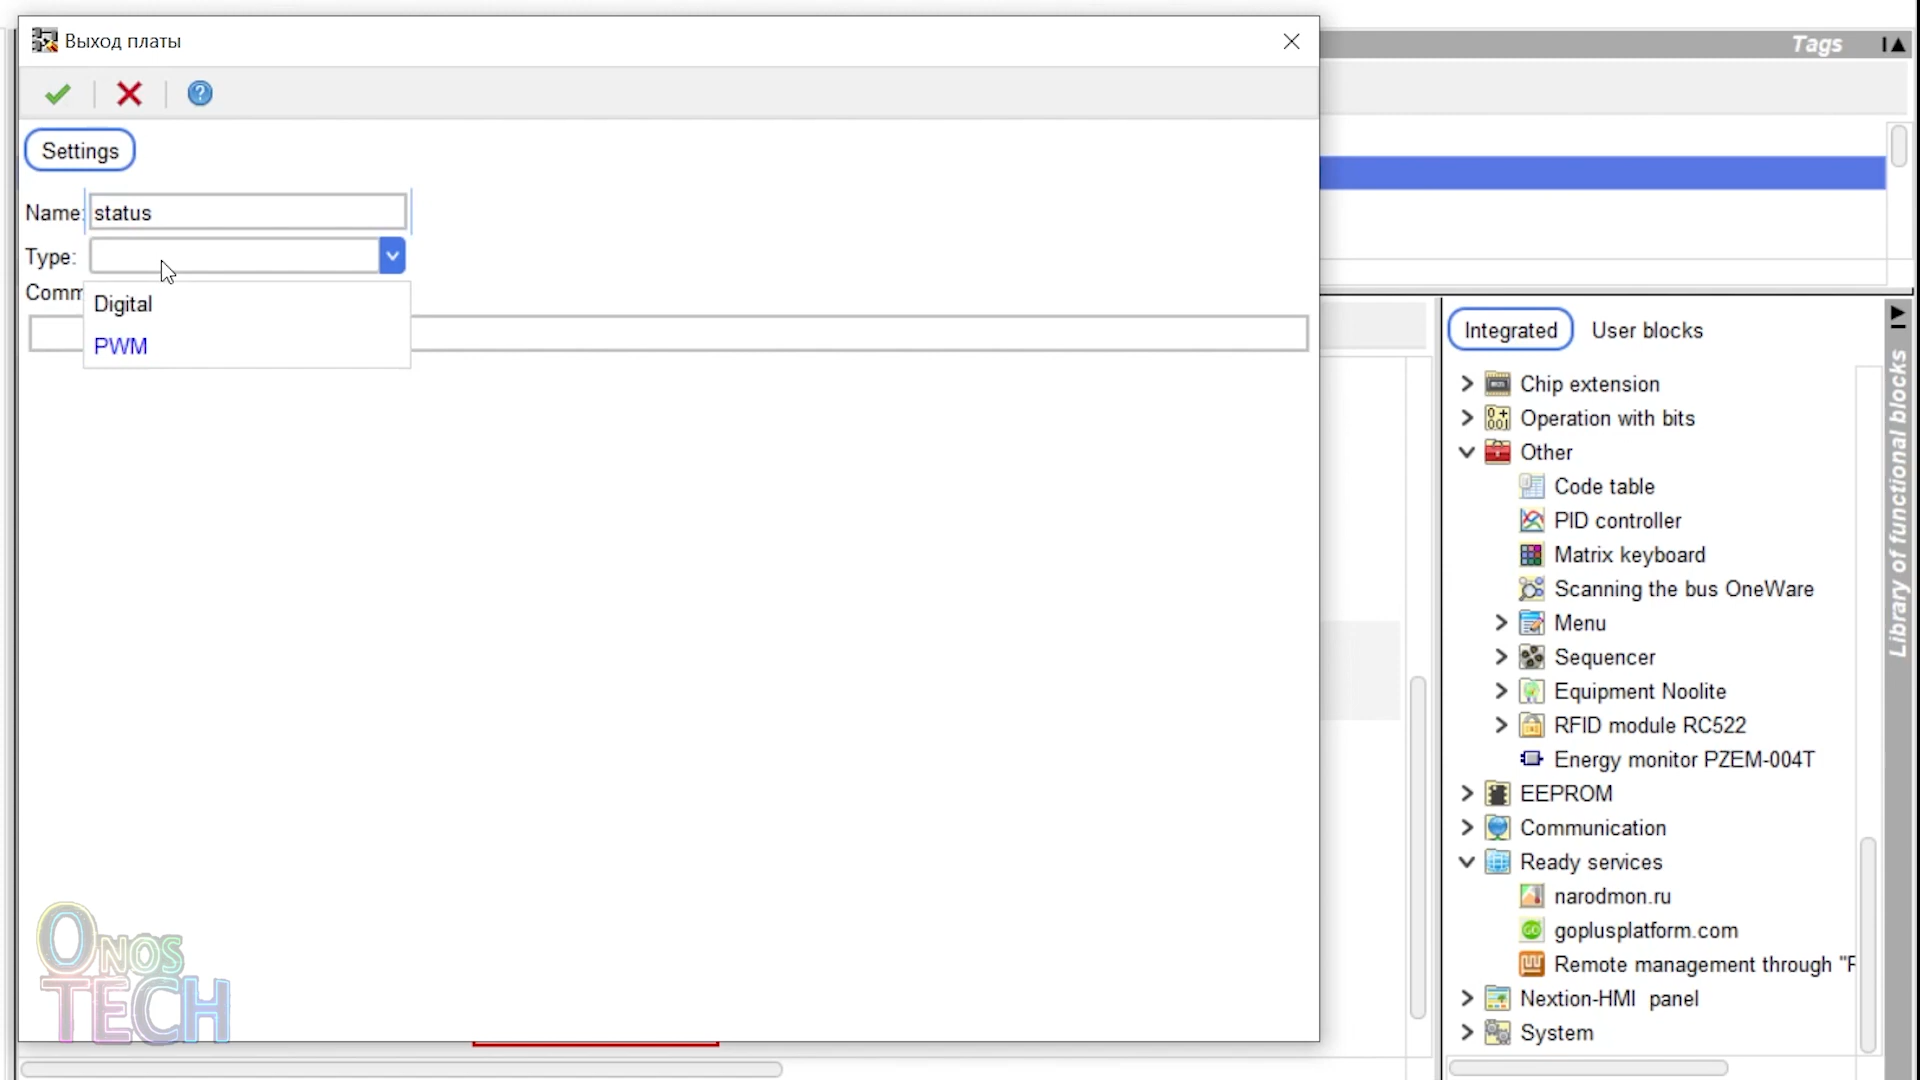 Выход платы
Tags
Settings
Name: status
Type:
Digital
Comm
PWM
Integrated User blocks
Chip extension
Operation with bits
Other
Code table
PID controller
Matrix keyboard
Scanning the bus OneWare
Menu
Sequencer
Equipment Noolite
RFID module RC522
Energy monitor PZEM-004T
EEPROM
Communication
Ready services
narodmon.ru
goplusplatform.com
Remote management through "F
Nextion-HMI panel
System
Library of functional blocks
ONOS
TECH